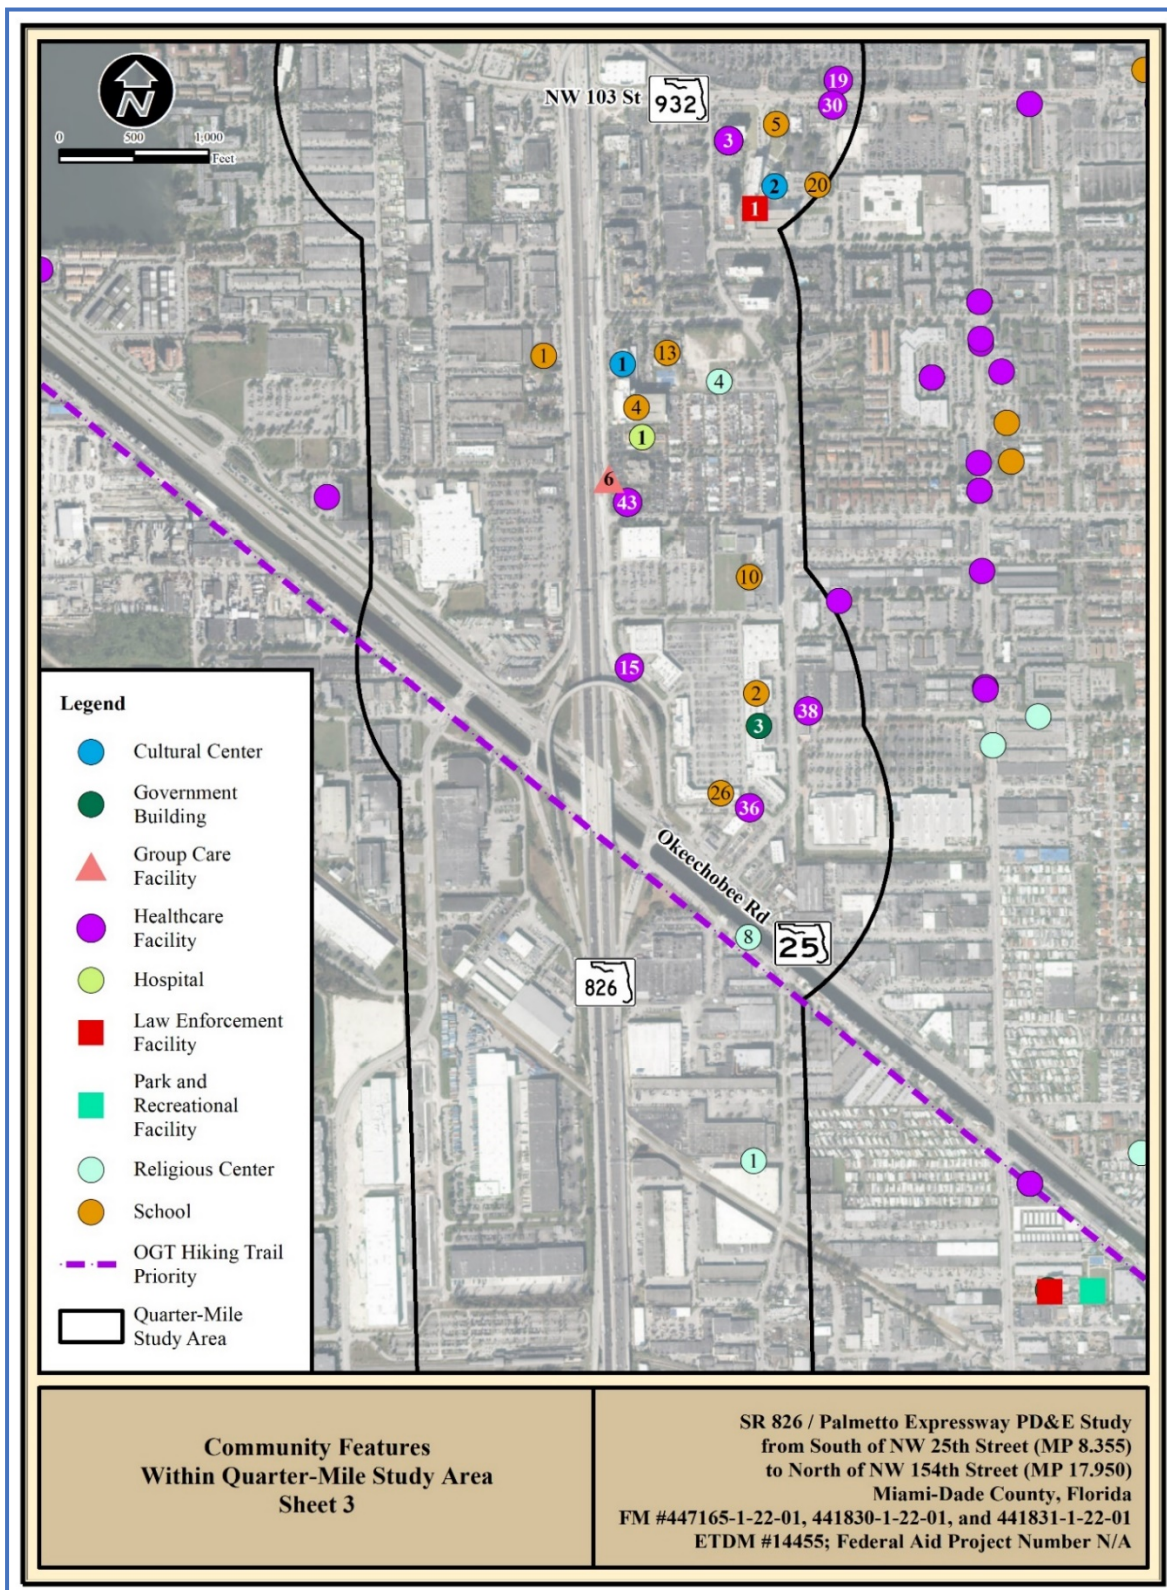 N
0 500 1,000
Feet
NW 103 St
932
19
30
5
3
2
20
1
1
1
13
4
4
1
6
43
10
15
2
38
3
26
36
Okeechobee Rd
8
25
826
1
Legend
Cultural Center
Government
Building
Group Care
Facility
Healthcare
Facility
Hospital
Law Enforcement
Facility
Park and
Recreational
Facility
Religious Center
School
OGT Hiking Trail
Priority
Quarter-Mile
Study Area
Community Features
Within Quarter-Mile Study Area
Sheet 3
SR 826 / Palmetto Expressway PD&E Study
from South of NW 25th Street (MP 8.355)
to North of NW 154th Street (MP 17.950)
Miami-Dade County, Florida
FM #447165-1-22-01, 441830-1-22-01, and 441831-1-22-01
ETDM #14455; Federal Aid Project Number N/A